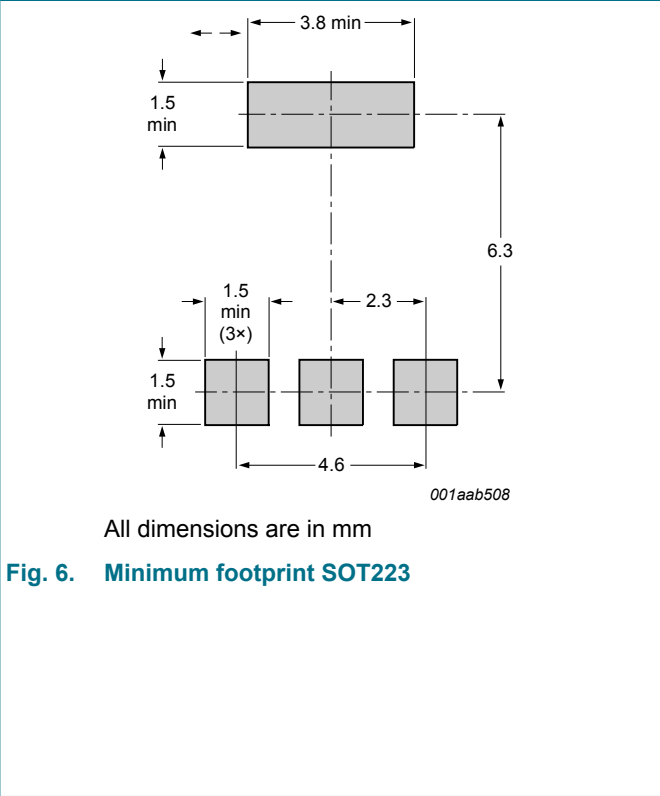 3.8 min
1.5
min
6.3
1.5
min
(3×)
2.3
1.5
min
4.6
001aab508
All dimensions are in mm
Fig. 6. Minimum footprint SOT223